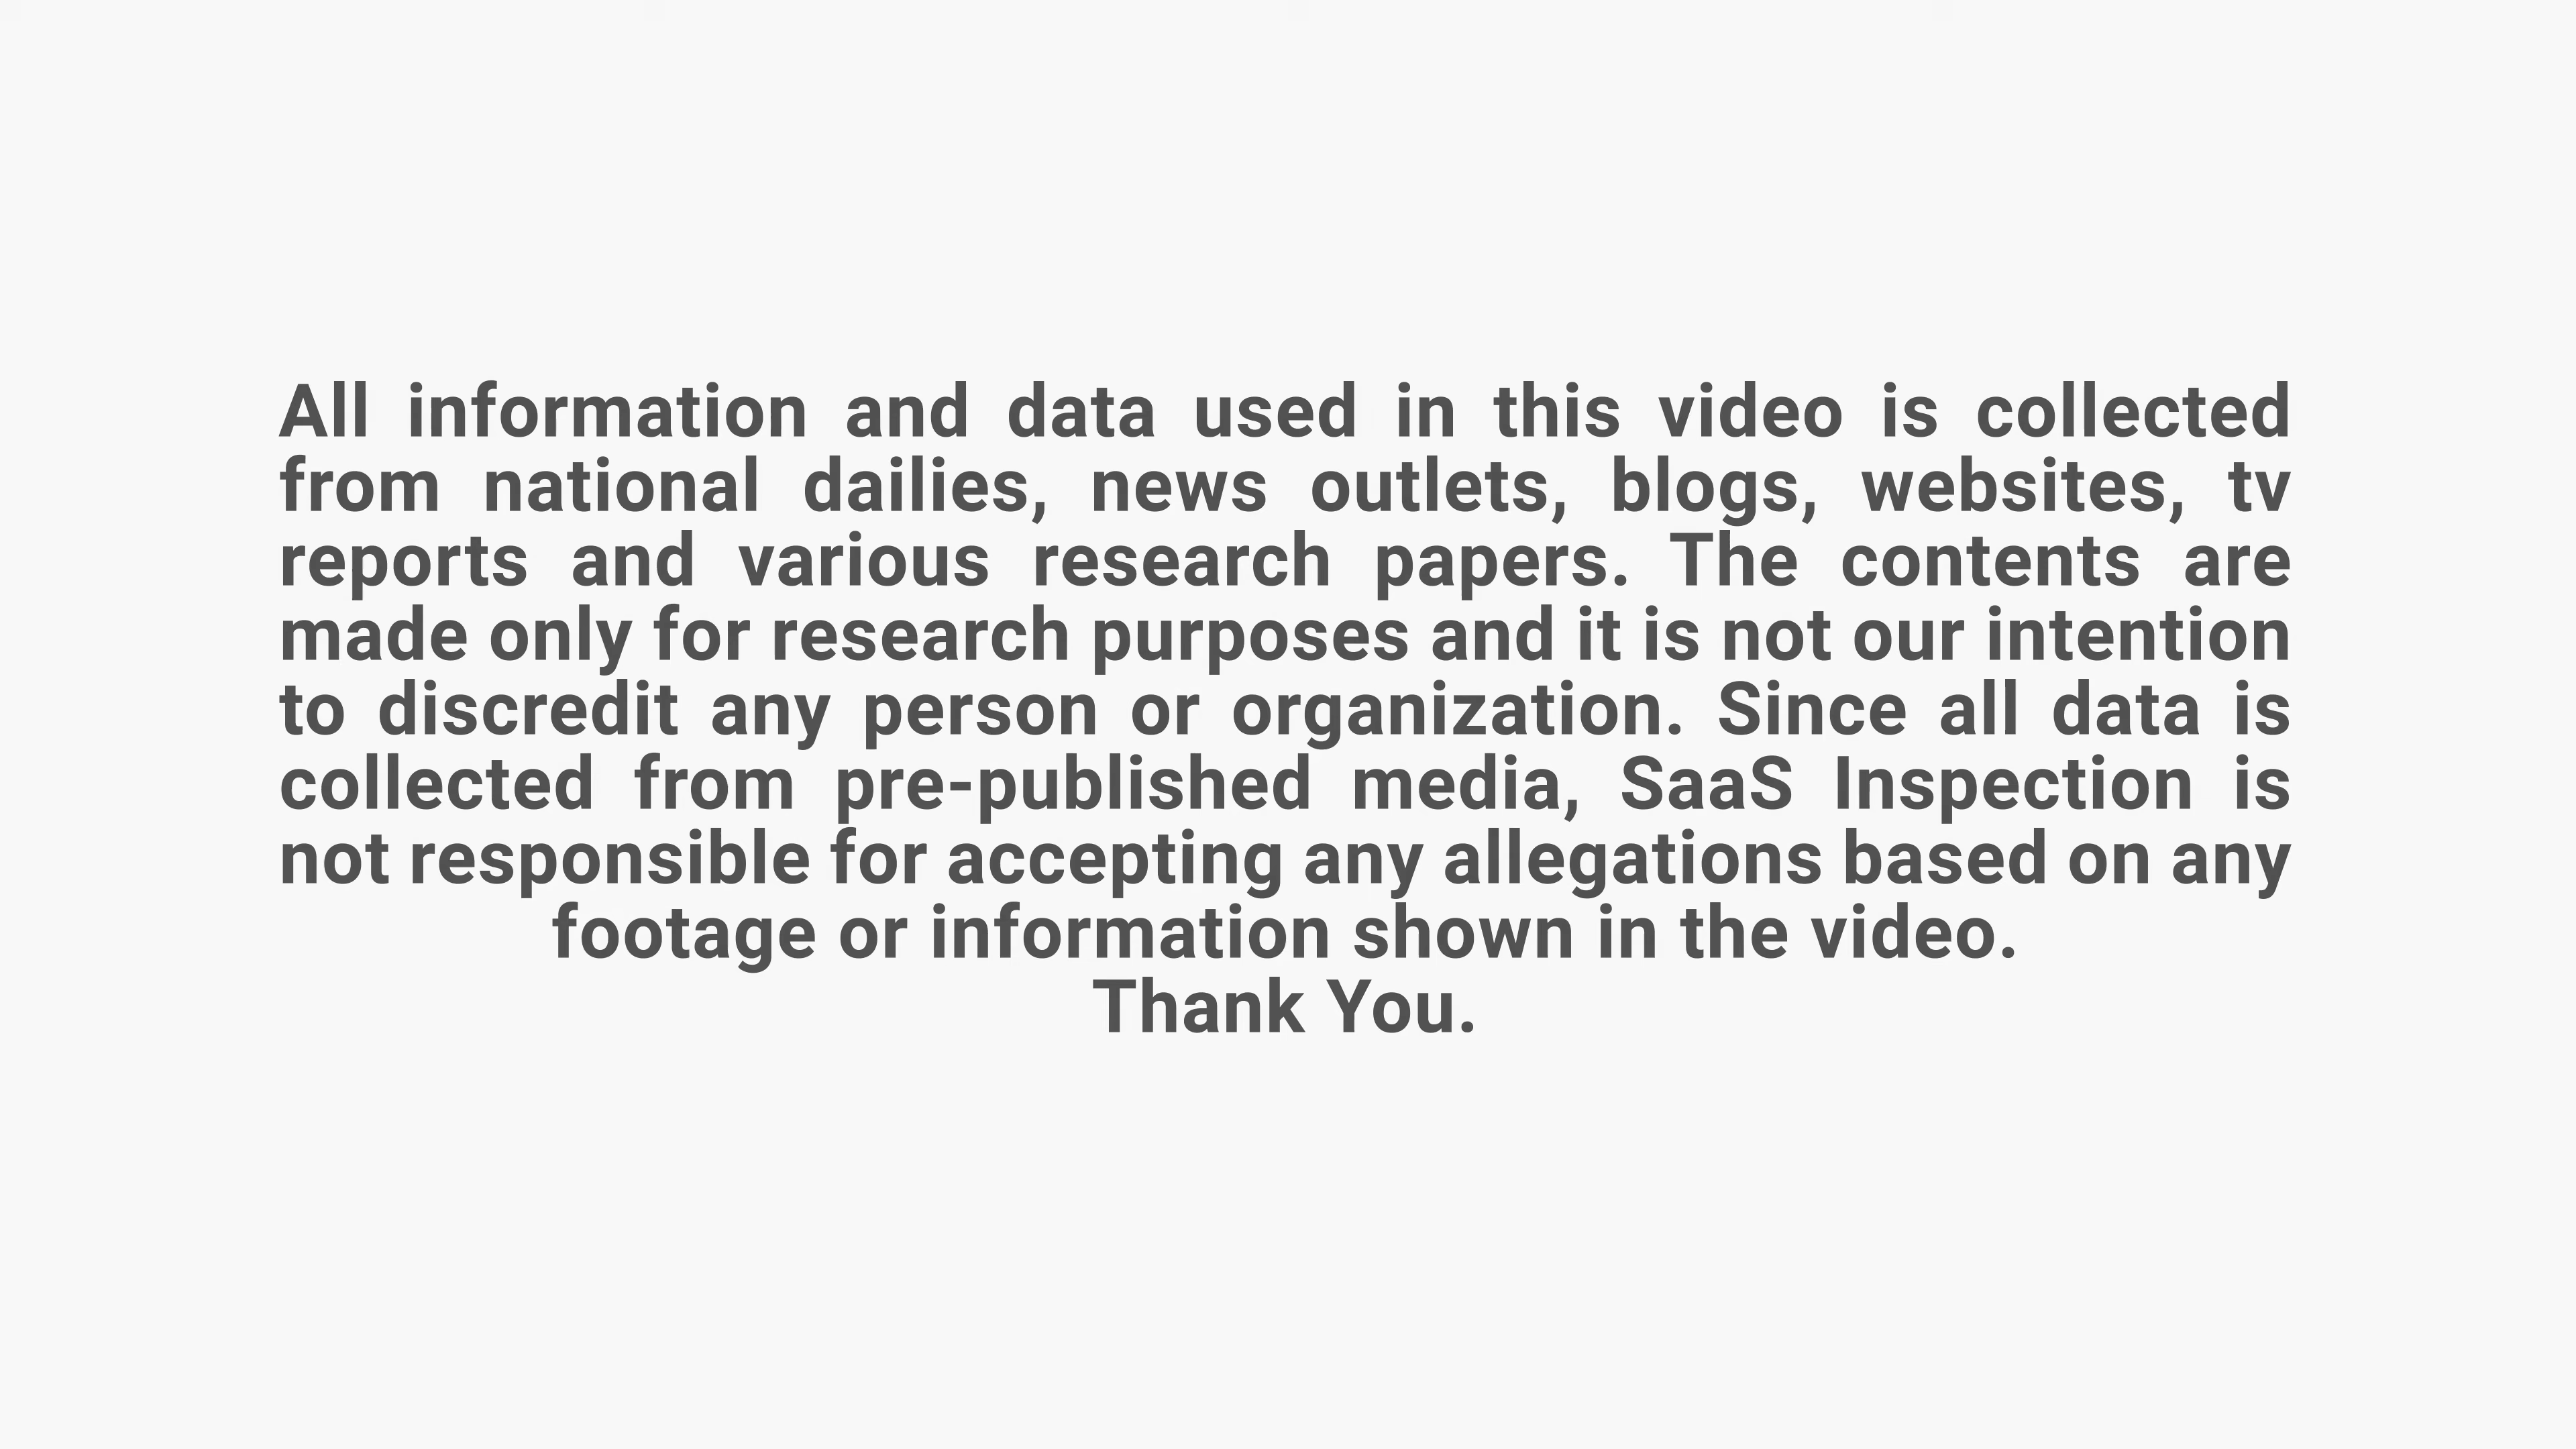 All information and data used in this video is collected
from national dailies, news outlets, blogs, websites, tv
reports and various research papers. The contents are
made only for research purposes and it is not our intention
to discredit any person or organization. Since all data is
collected from pre-published media, SaaS Inspection is
not responsible for accepting any allegations based on any
footage or information shown in the video.
Thank You.